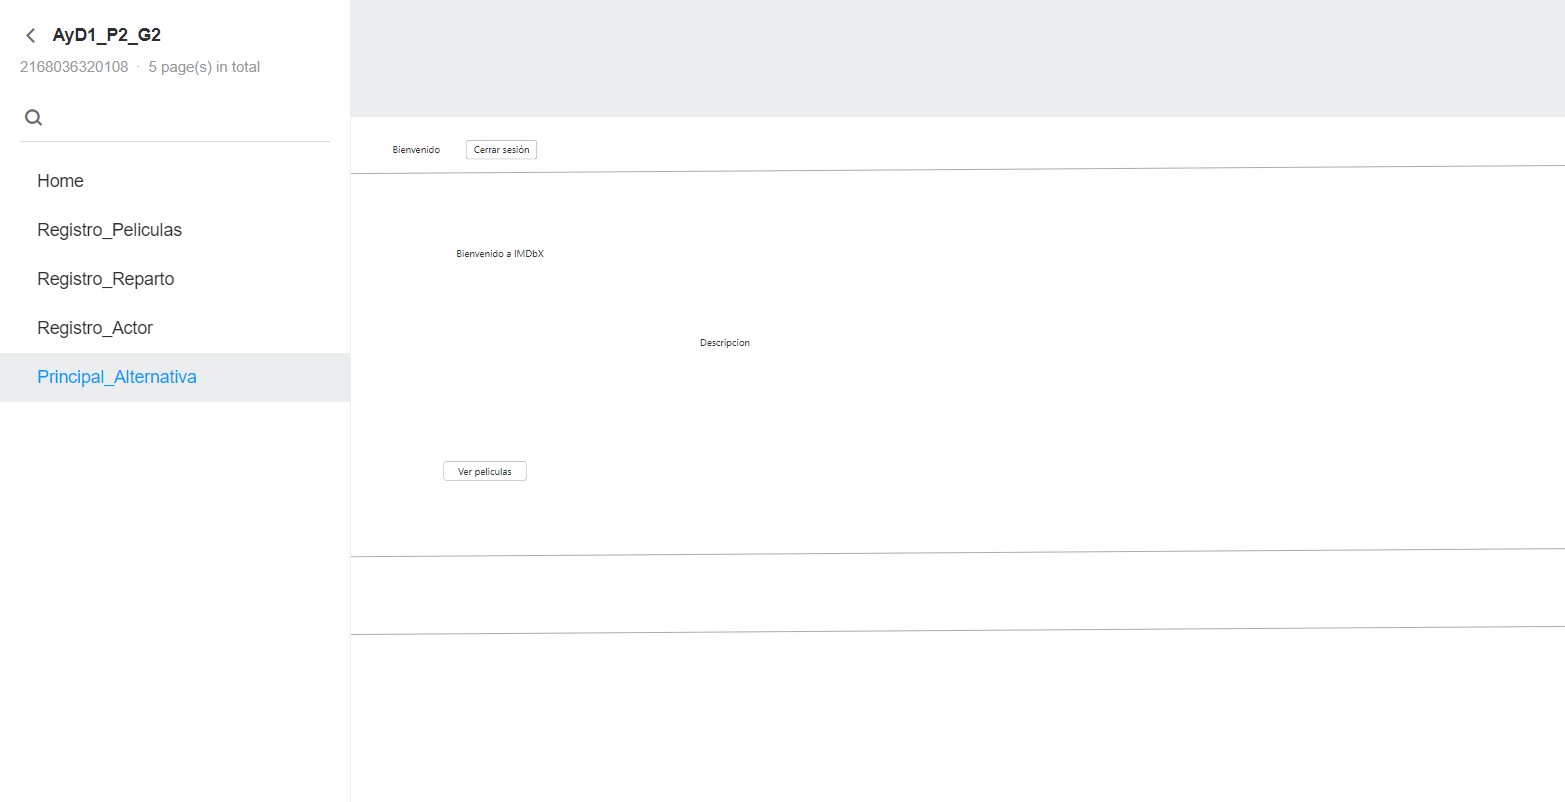 AyD1_P2_G2
2168036320108 · 5 page(s) in total
Home
Registro_Peliculas
Registro_Reparto
Registro_Actor
Principal_Alternativa
Bienvenido
Cerrar sesión
Bienvenido a IMDbX
Descripcion
Ver peliculas